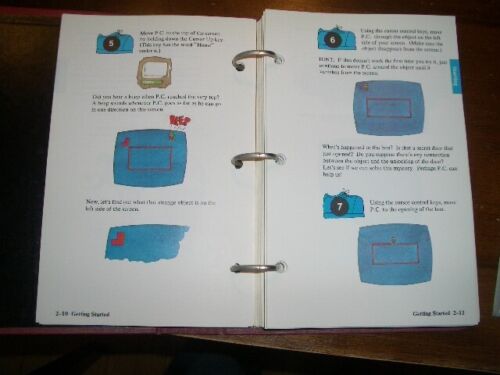 5
Move P.C. to the top of the screen
by holding down the Cursor Up key.
(This key has the word "Home"
under it.)
Did you hear a beep when P.C. reached the very top?
A beep sounds whenever P.C. goes as far as he can go
in one direction on the screen.
BEEP
Now, let's find out what that strange object is on the
left side of the screen.
2-10 Getting Started
6
Using the cursor control keys, move
P.C. through the object on the left
side of your screen. (Make sure the
object disappears from the screen.)
HINT: If this doesn't work the first time you try it, just
continue to move P.C. around the object until it
vanishes from the screen.
What's happened to the box? Is that a secret door that
just opened? Do you suppose there's any connection
between the object and the unlocking of the door?
Let's see if we can solve this mystery. Perhaps P.C. can
help us!
7
Using the cursor control keys, move
P.C. to the opening of the box.
Getting Started 2-11